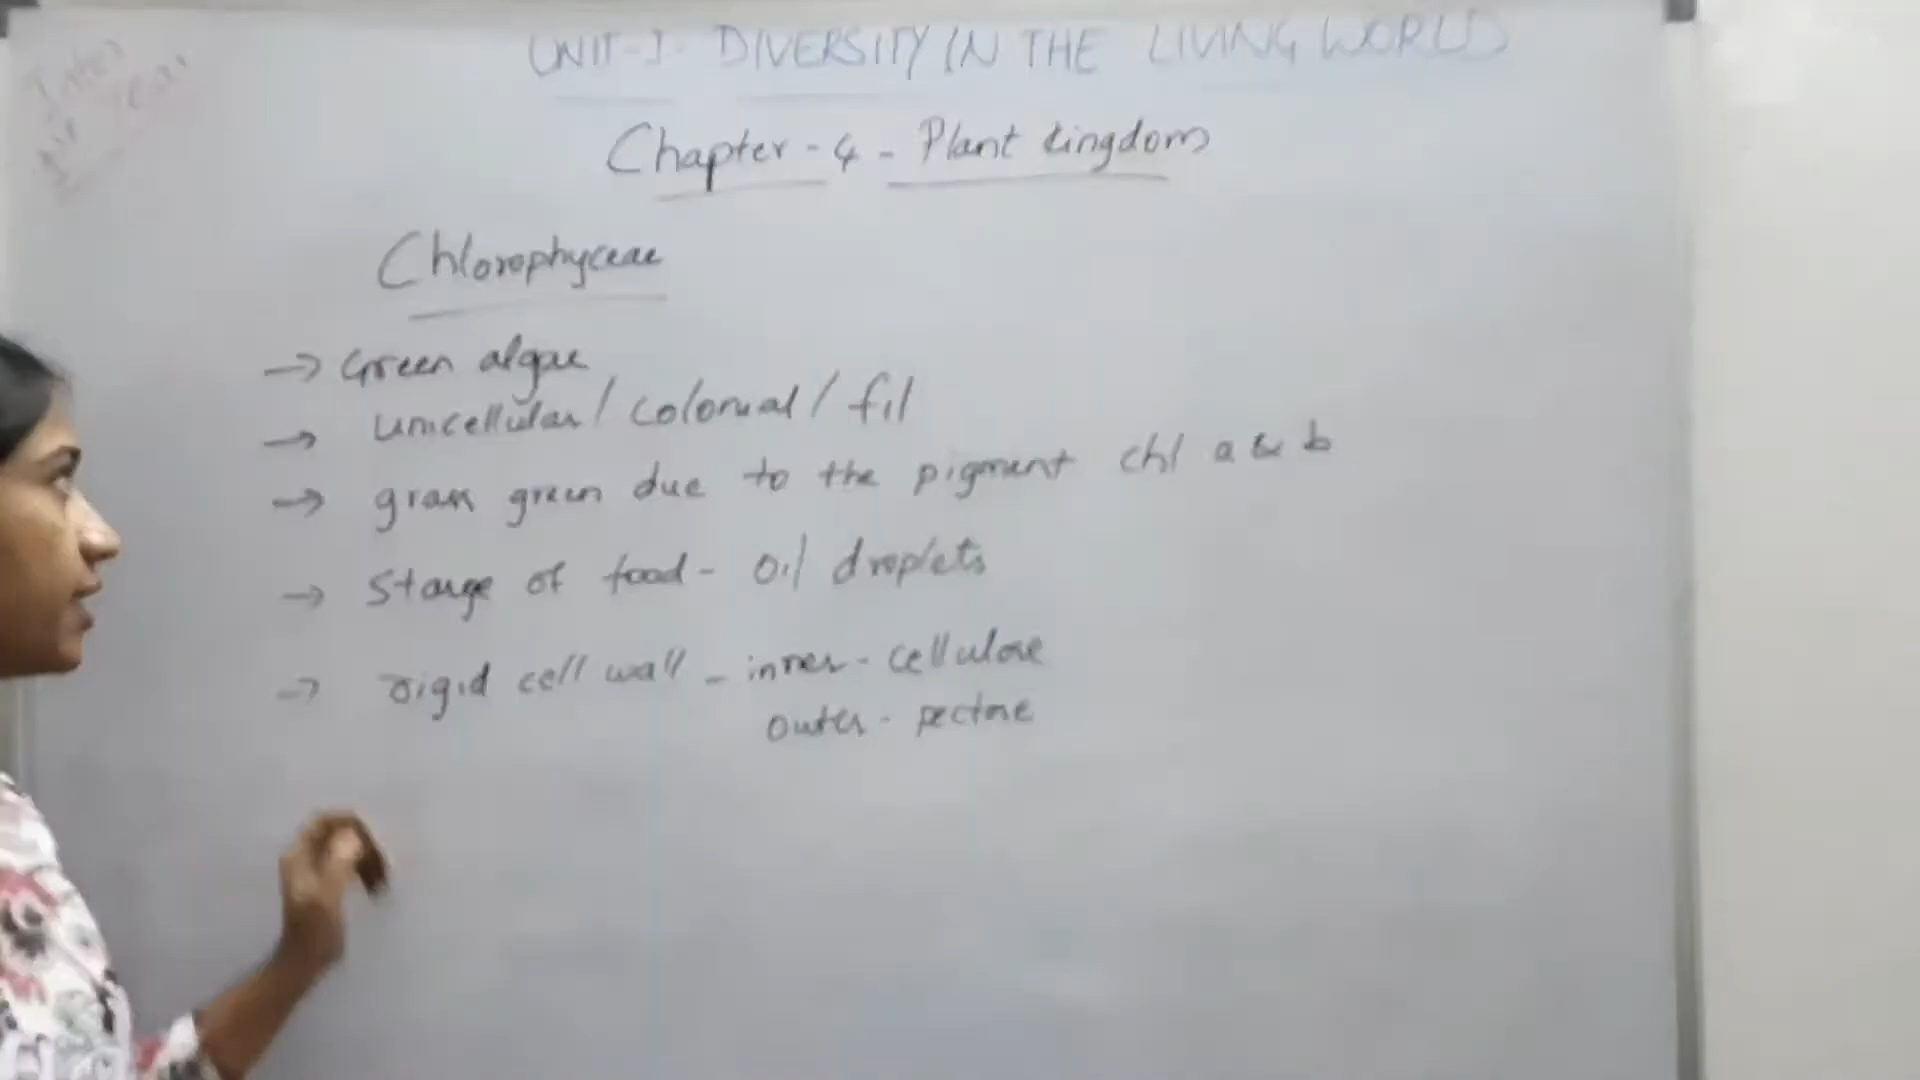 Inter
UNIT-I- DIVERSITY IN THE LIVING WORLD
Chapter-4- Plant kingdom
Chlorophyceae
→ Green algae
→ unicellular/ colonial/ fil
→ grass green due to the pigment chl a & b
→ Storage of food- Oil droplets
→ rigid cell wall - inner- cellulose
outer- pectose